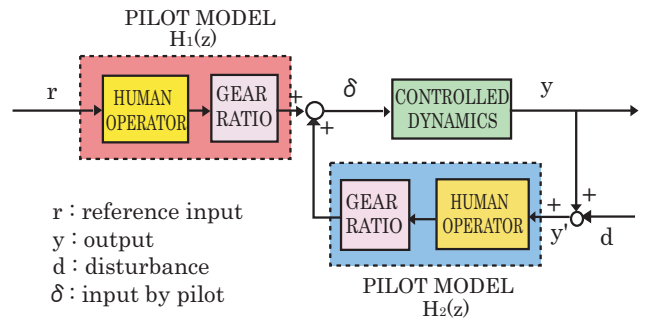 PILOT MODEL
H₁(z)
r
HUMAN
OPERATOR
GEAR
RATIO
+
+
δ
CONTROLLED
DYNAMICS
y
GEAR
RATIO
HUMAN
OPERATOR
+
+
y'
d
PILOT MODEL
H₂(z)
r : reference input
y : output
d : disturbance
δ : input by pilot